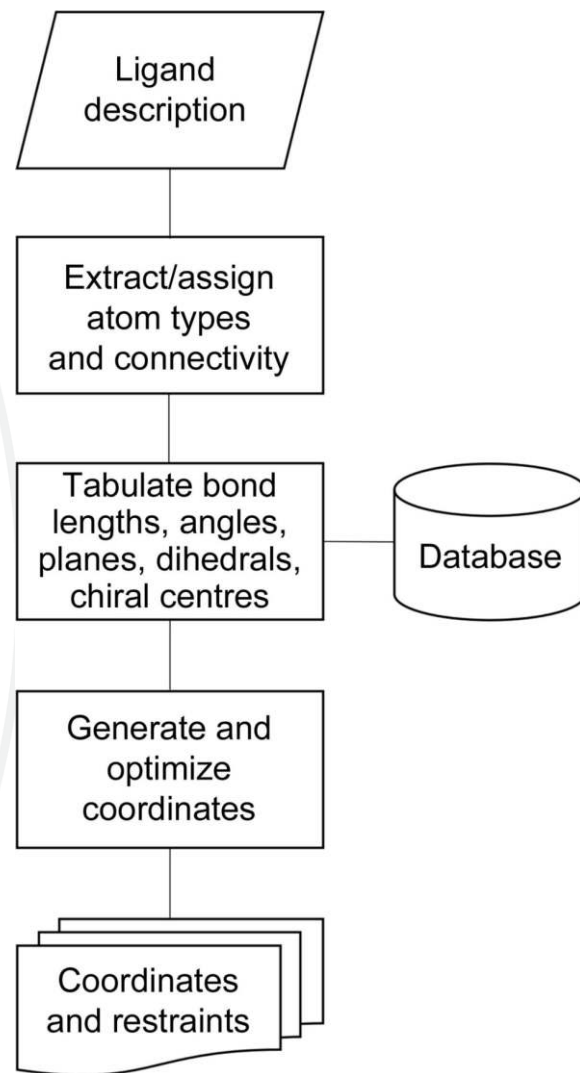 Ligand
description
Extract/assign
atom types
and connectivity
Tabulate bond
lengths, angles,
planes, dihedrals,
chiral centres
Database
Generate and
optimize
coordinates
Coordinates
and restraints